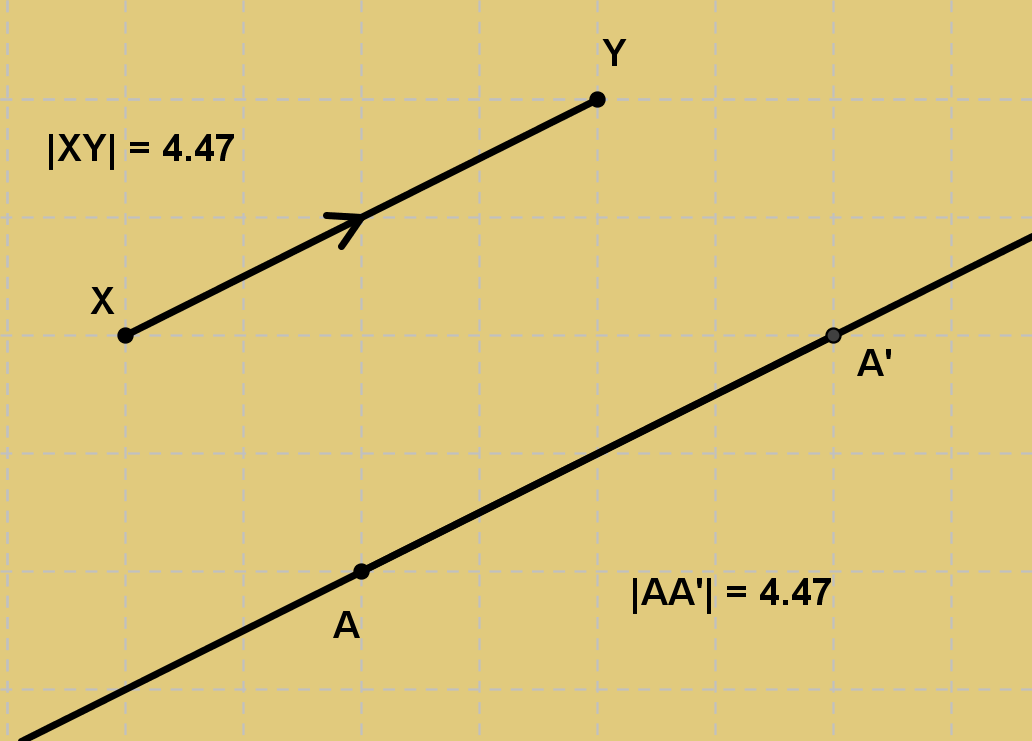 Y
|XY| = 4.47
X
A'
|AA'| = 4.47
A